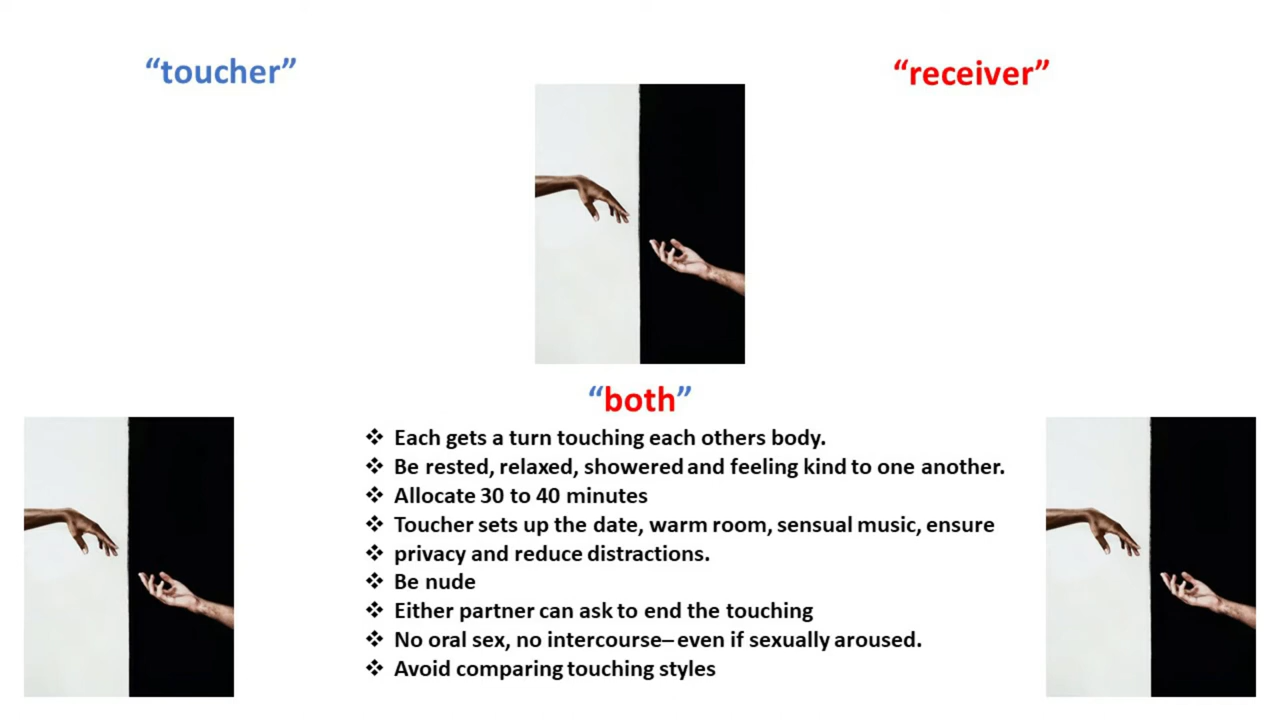 “toucher”
“receiver”
“both”
❖ Each gets a turn touching each others body.
❖ Be rested, relaxed, showered and feeling kind to one another.
❖ Allocate 30 to 40 minutes
❖ Toucher sets up the date, warm room, sensual music, ensure
❖ privacy and reduce distractions.
❖ Be nude
❖ Either partner can ask to end the touching
❖ No oral sex, no intercourse– even if sexually aroused.
❖ Avoid comparing touching styles